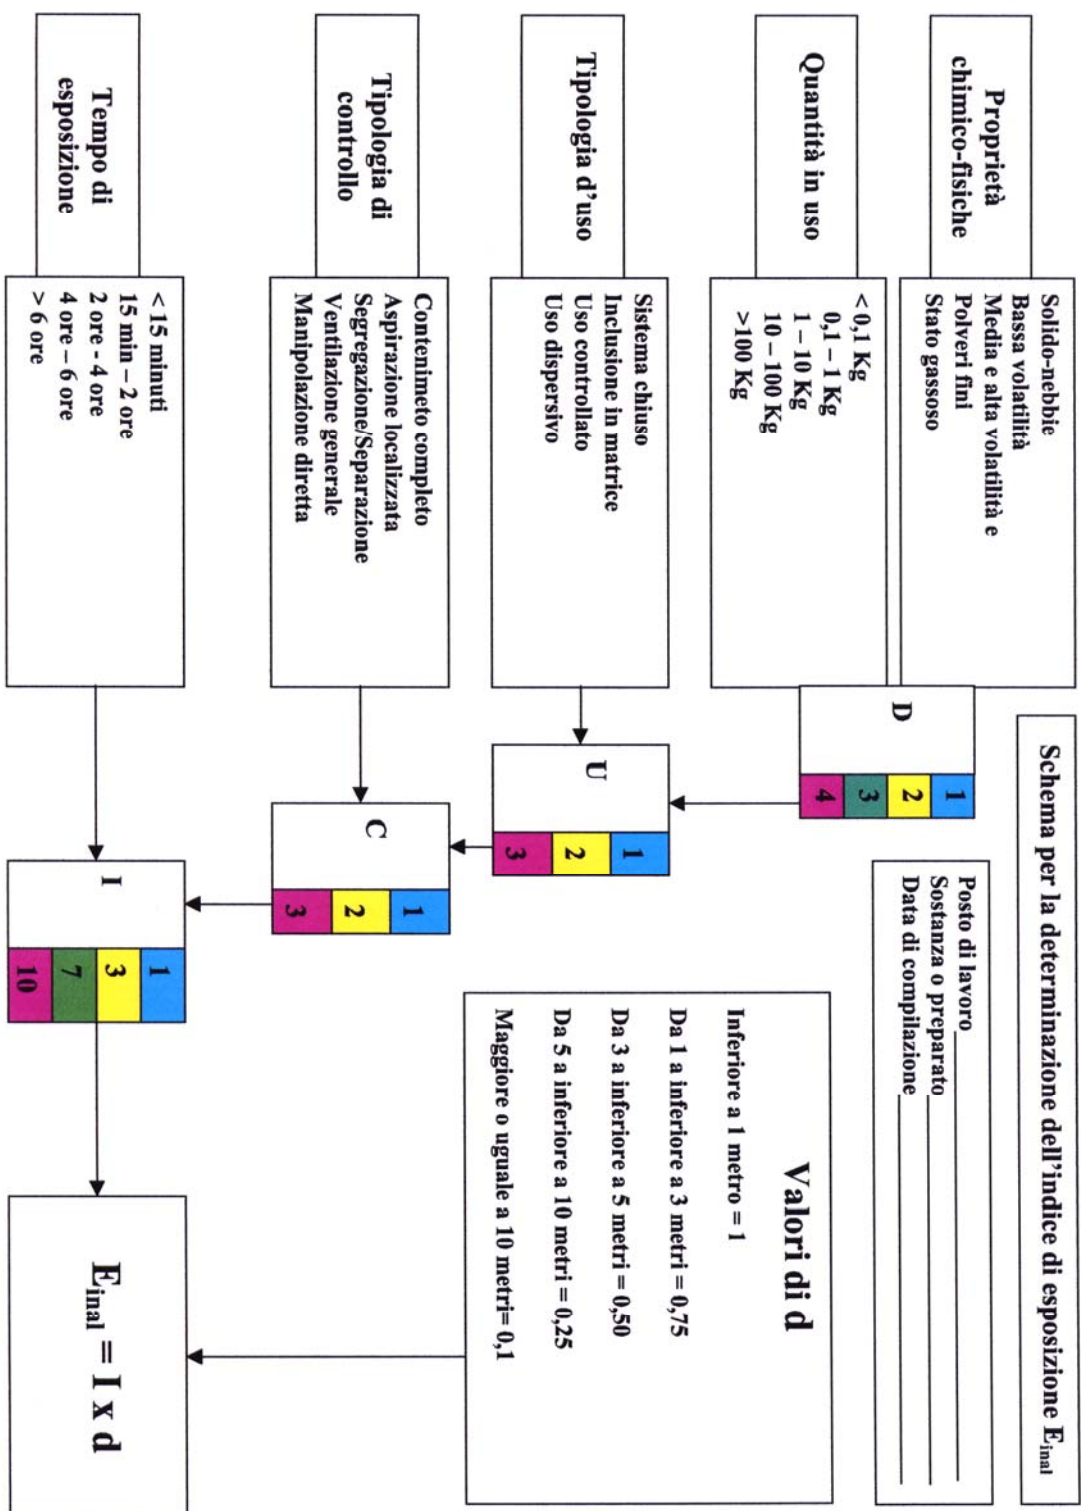 Schema per la determinazione dell'indice di esposizione Einal
Posto di lavoro
Sostanza o preparato
Data di compilazione
Proprietà
chimico-fisiche
Solido-nebbie
Bassa volatilità
Media e alta volatilità e
Polveri fini
Stato gassoso
Quantità in uso
< 0,1 Kg
0,1 – 1 Kg
1 – 10 Kg
10 – 100 Kg
>100 Kg
D
1
2
3
4
Tipologia d'uso
Sistema chiuso
Inclusione in matrice
Uso controllato
Uso dispersivo
U
1
2
3
Tipologia di
controllo
Contenimeto completo
Aspirazione localizzata
Segregazione/Separazione
Ventilazione generale
Manipolazione diretta
C
1
2
3
Tempo di
esposizione
< 15 minuti
15 min – 2 ore
2 ore - 4 ore
4 ore – 6 ore
> 6 ore
I
1
3
7
10
Valori di d
Inferiore a 1 metro = 1
Da 1 a inferiore a 3 metri = 0,75
Da 3 a inferiore a 5 metri = 0,50
Da 5 a inferiore a 10 metri = 0,25
Maggiore o uguale a 10 metri= 0,1
Einal = I x d